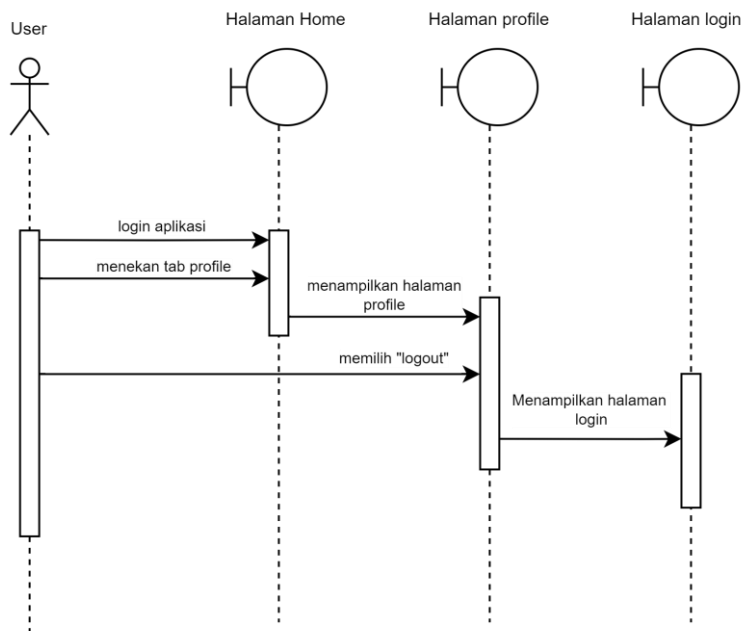 User
Halaman Home
Halaman profile
Halaman login
login aplikasi
menekan tab profile
menampilkan halaman
profile
memilih "logout"
Menampilkan halaman
login